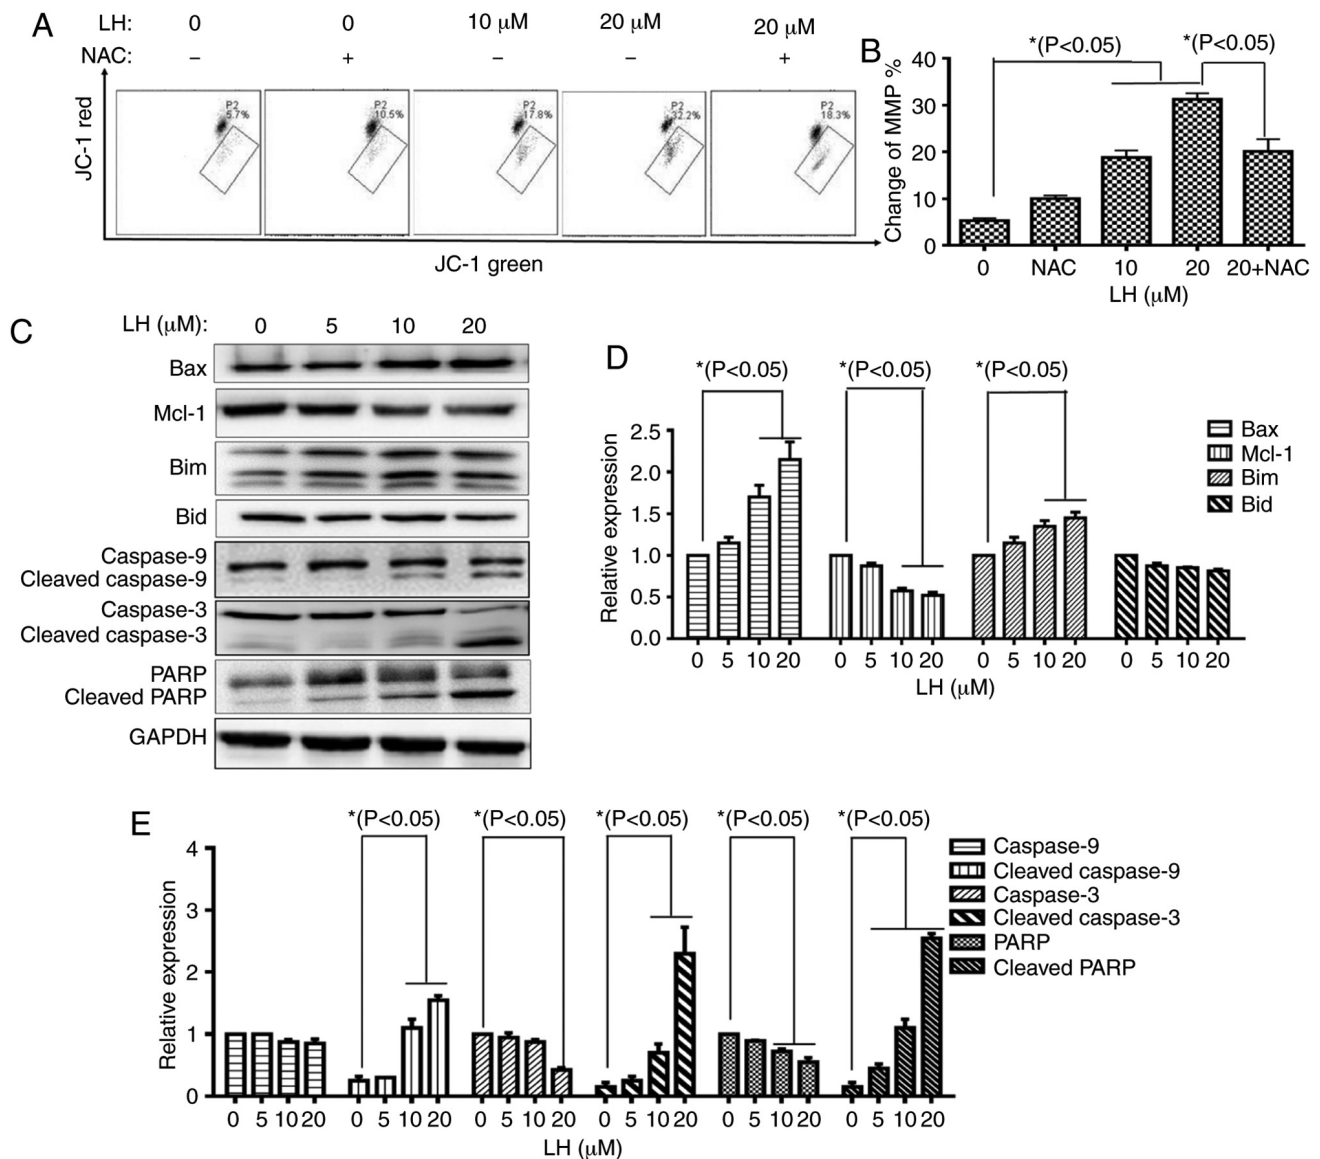 A
LH: 0 0 10 μM 20 μM 20 μM
NAC: – + – – +
JC-1 red
P2 5.7%
P2 10.5%
P2 17.8%
P2 32.2%
P2 18.3%
JC-1 green
B
*(P<0.05) *(P<0.05)
Change of MMP %
40
30
20
10
0
0 NAC 10 20 20+NAC
LH (μM)
C
LH (μM): 0 5 10 20
Bax
Mcl-1
Bim
Bid
Caspase-9
Cleaved caspase-9
Caspase-3
Cleaved caspase-3
PARP
Cleaved PARP
GAPDH
D
*(P<0.05) *(P<0.05) *(P<0.05)
Relative expression
2.5
2.0
1.5
1.0
0.5
0.0
0 5 10 20 0 5 10 20 0 5 10 20 0 5 10 20
LH (μM)
Bax
Mcl-1
Bim
Bid
E
*(P<0.05) *(P<0.05) *(P<0.05) *(P<0.05) *(P<0.05)
Relative expression
4
3
2
1
0
0 5 10 20 0 5 10 20 0 5 10 20 0 5 10 20 0 5 10 20 0 5 10 20
LH (μM)
Caspase-9
Cleaved caspase-9
Caspase-3
Cleaved caspase-3
PARP
Cleaved PARP